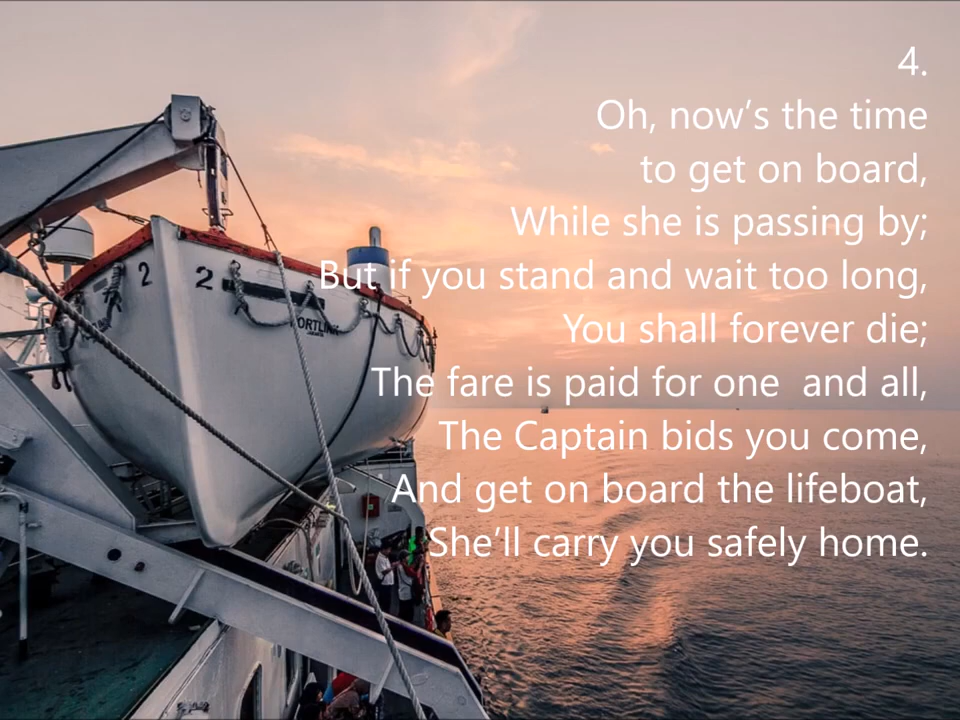 4.
Oh, now’s the time
to get on board,
While she is passing by;
But if you stand and wait too long,
You shall forever die;
The fare is paid for one  and all,
The Captain bids you come,
And get on board the lifeboat,
She’ll carry you safely home.
2
2